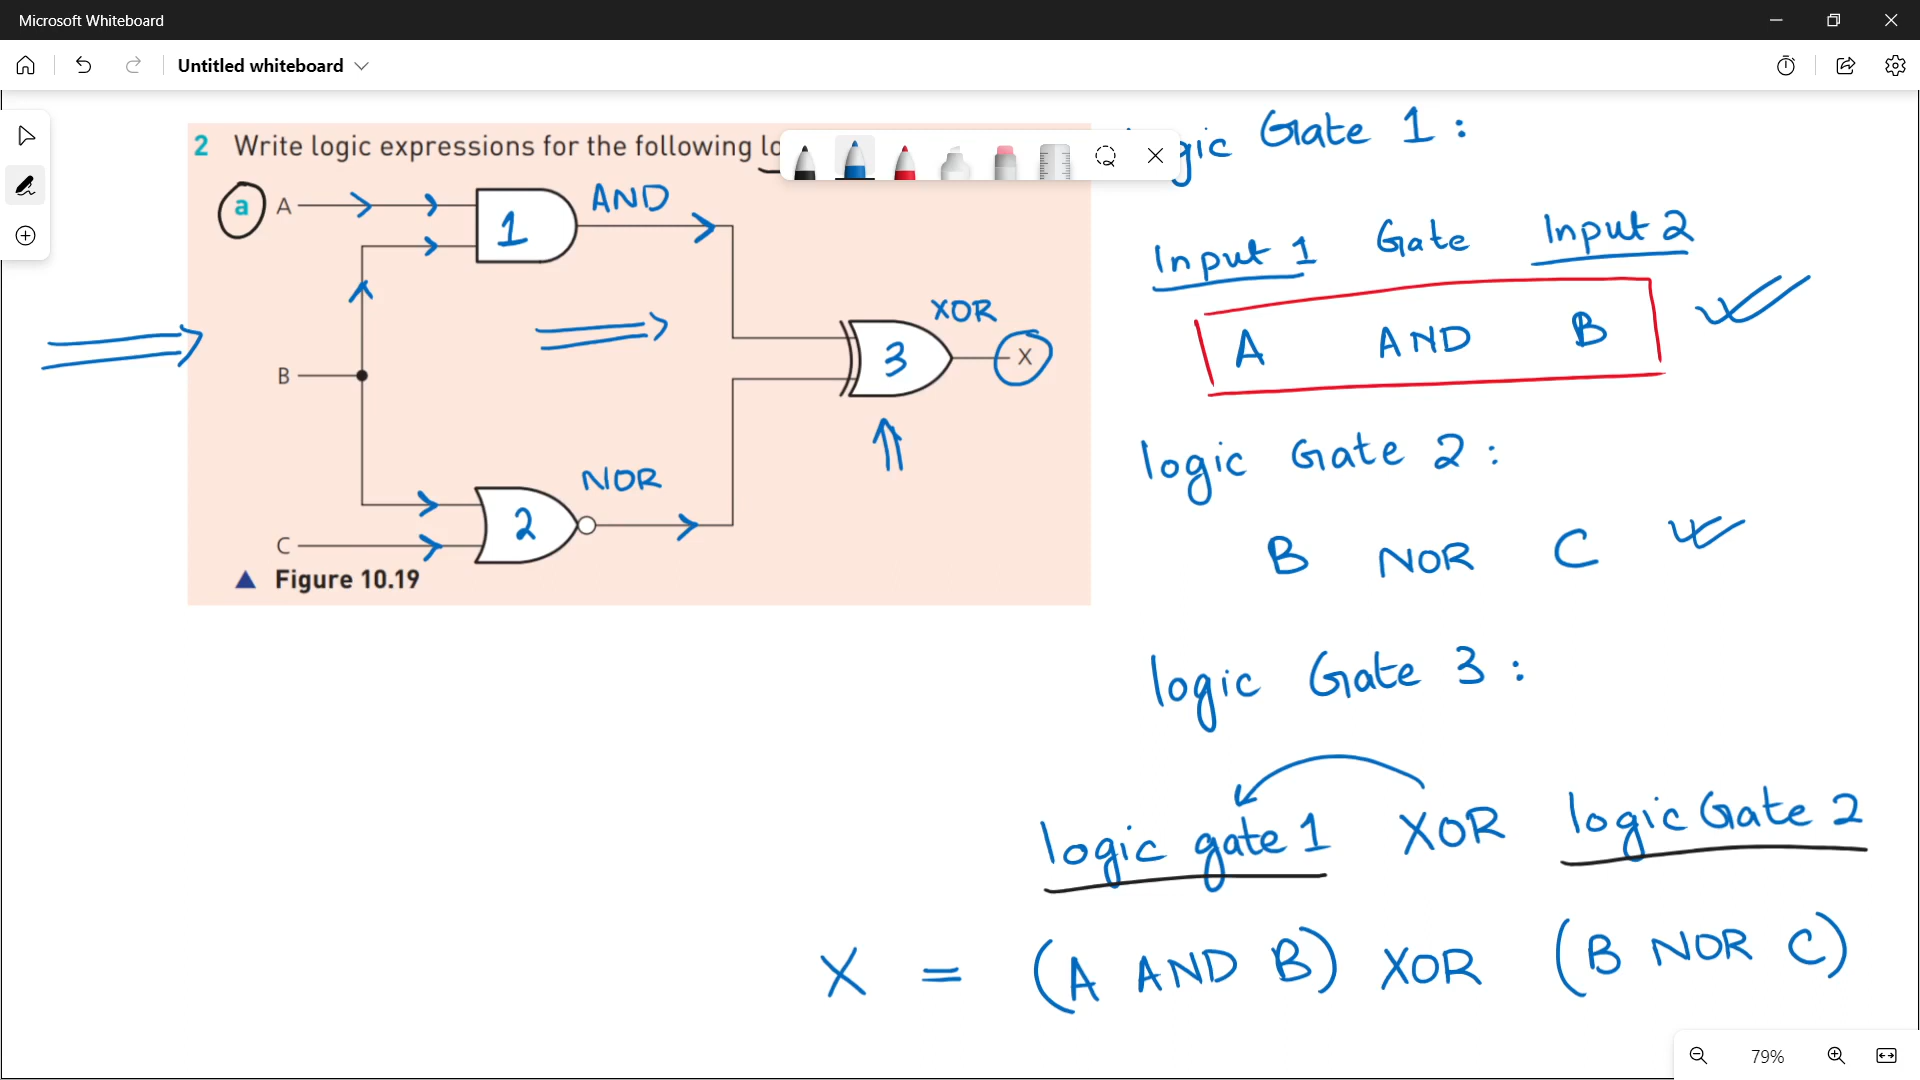 Microsoft Whiteboard
Untitled whiteboard
2 Write logic expressions for the following
Gate 1 :
a A
1
AND
Input 1 Gate Input 2
A AND B
XOR
3
X
B
logic Gate 2 :
NOR
2
C
B NOR C
▲ Figure 10.19
logic Gate 3 :
logic gate 1 XOR logic Gate 2
X = (A AND B) XOR (B NOR C)
79%